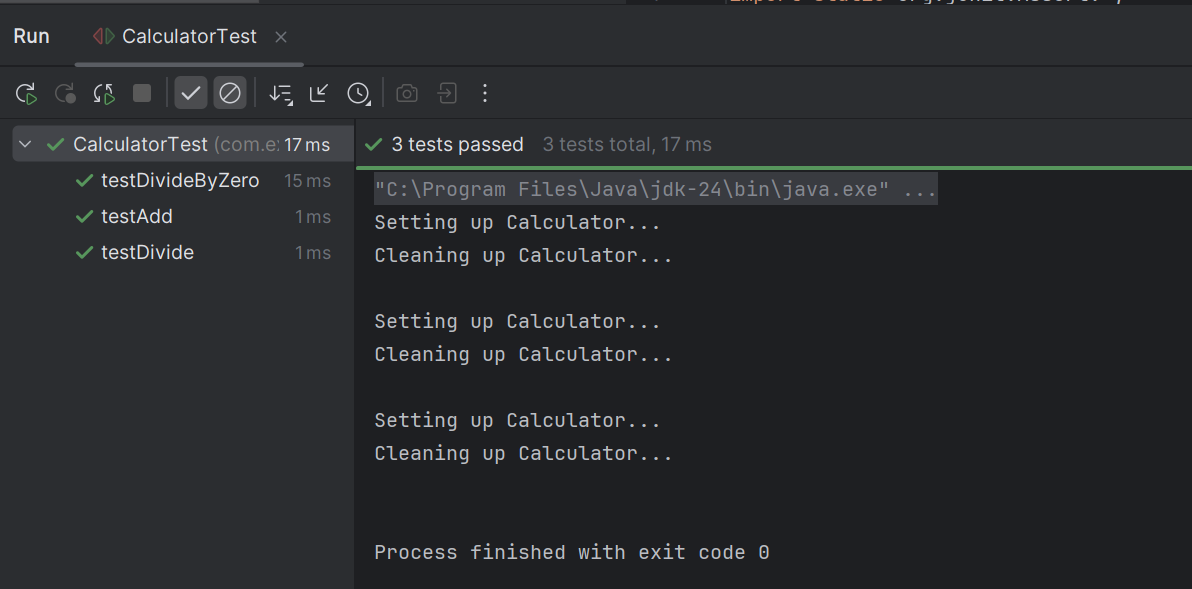 Run CalculatorTest
CalculatorTest (com.e: 17 ms
testDivideByZero 15 ms
testAdd 1 ms
testDivide 1 ms
3 tests passed 3 tests total, 17 ms
"C:\Program Files\Java\jdk-24\bin\java.exe" ...
Setting up Calculator...
Cleaning up Calculator...
Setting up Calculator...
Cleaning up Calculator...
Setting up Calculator...
Cleaning up Calculator...
Process finished with exit code 0